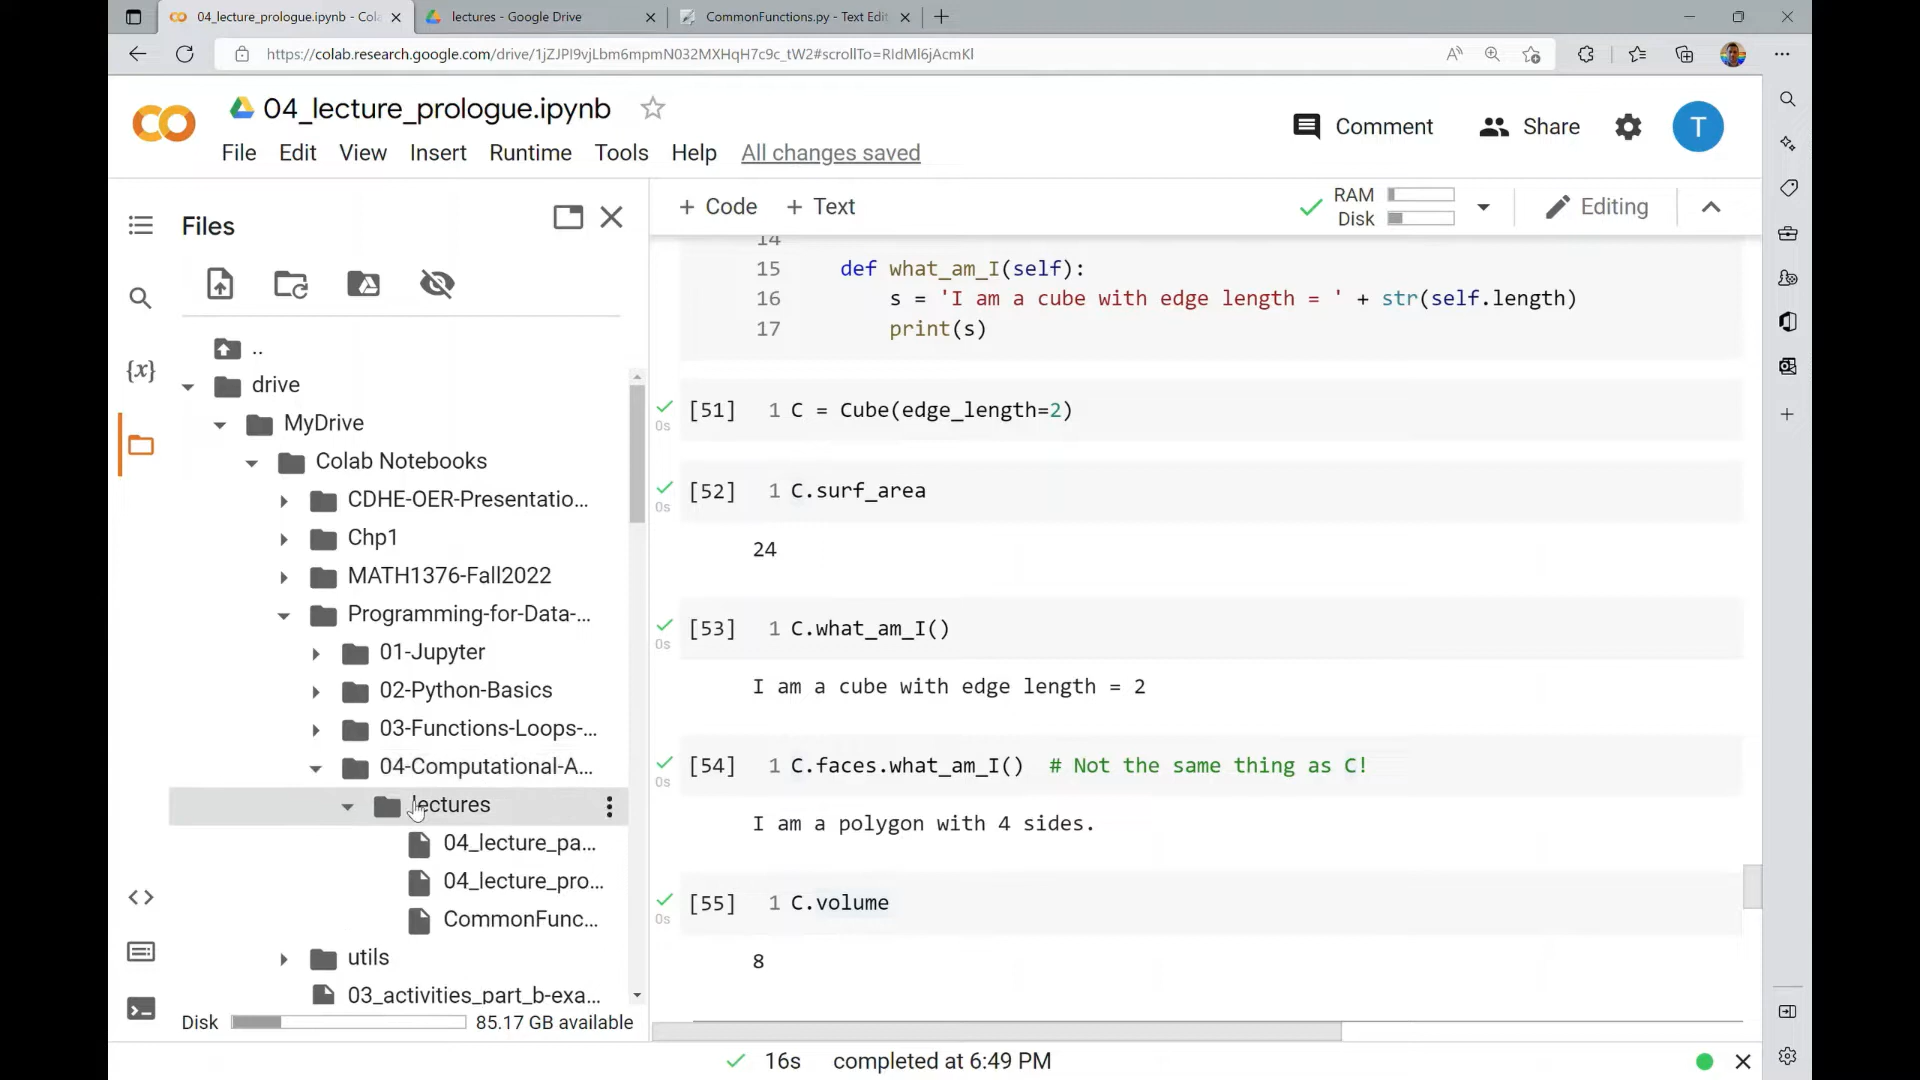 04_lecture_prologue.ipynb - Cola
lectures - Google Drive
CommonFunctions.py - Text Edit
https://colab.research.google.com/drive/1jZJPI9vjLbm6mpmN032MXHqH7c9c_tW2#scrollTo=RIdMl6jAcmKl
04_lecture_prologue.ipynb
Comment
Share
T
File Edit View Insert Runtime Tools Help All changes saved
Files
+ Code + Text
RAM
Disk
Editing
..
drive
MyDrive
Colab Notebooks
CDHE-OER-Presentatio...
Chp1
MATH1376-Fall2022
Programming-for-Data-...
01-Jupyter
02-Python-Basics
03-Functions-Loops-...
04-Computational-A...
lectures
04_lecture_pa...
04_lecture_pro...
CommonFunc...
utils
03_activities_part_b-exa...
Disk 85.17 GB available
{x}
14
15 def what_am_I(self):
16 s = 'I am a cube with edge length = ' + str(self.length)
17 print(s)
[51] 1 C = Cube(edge_length=2)
0s
[52] 1 C.surf_area
0s
24
[53] 1 C.what_am_I()
0s
I am a cube with edge length = 2
[54] 1 C.faces.what_am_I() # Not the same thing as C!
0s
I am a polygon with 4 sides.
[55] 1 C.volume
0s
8
16s completed at 6:49 PM